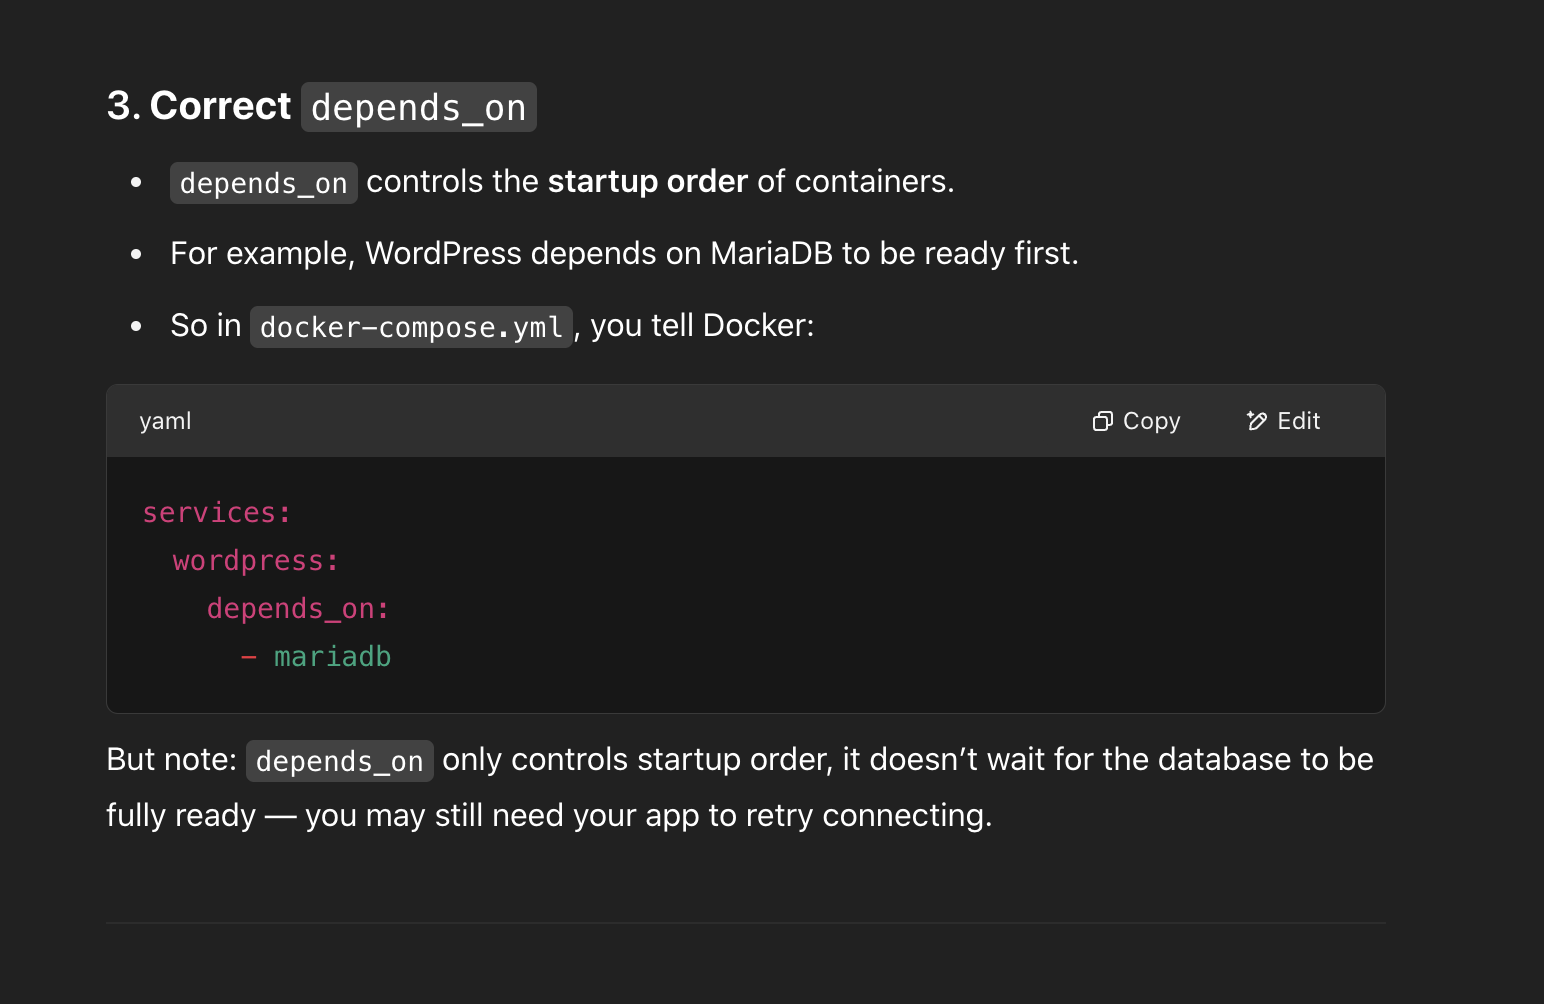 3. Correct depends_on
• depends_on controls the startup order of containers.
• For example, WordPress depends on MariaDB to be ready first.
• So in docker-compose.yml, you tell Docker:
yaml Copy Edit
services:
  wordpress:
    depends_on:
      - mariadb
But note: depends_on only controls startup order, it doesn’t wait for the database to be
fully ready — you may still need your app to retry connecting.